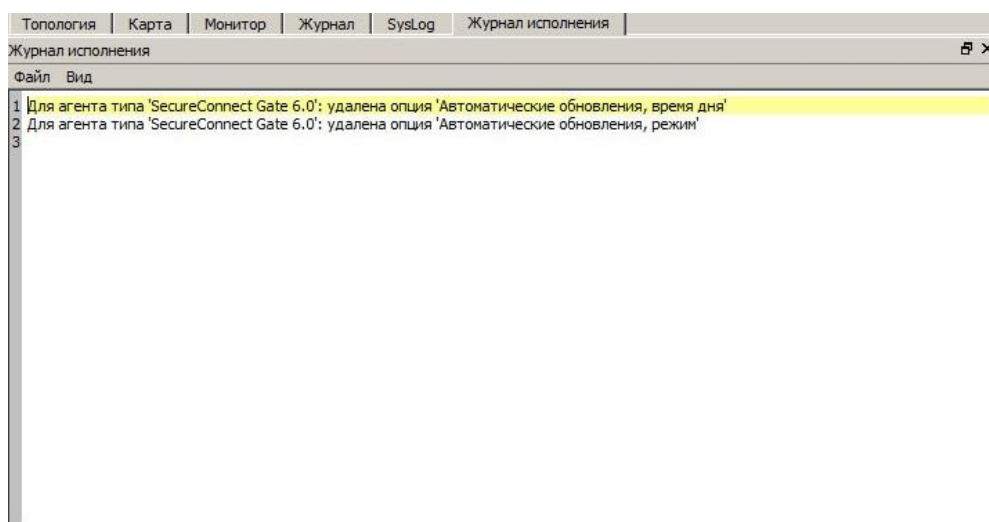 Топология Карта Монитор Журнал SysLog Журнал исполнения
Журнал исполнения
Файл Вид
1 Для агента типа 'SecureConnect Gate 6.0': удалена опция 'Автоматические обновления, время дня'
2 Для агента типа 'SecureConnect Gate 6.0': удалена опция 'Автоматические обновления, режим'
3